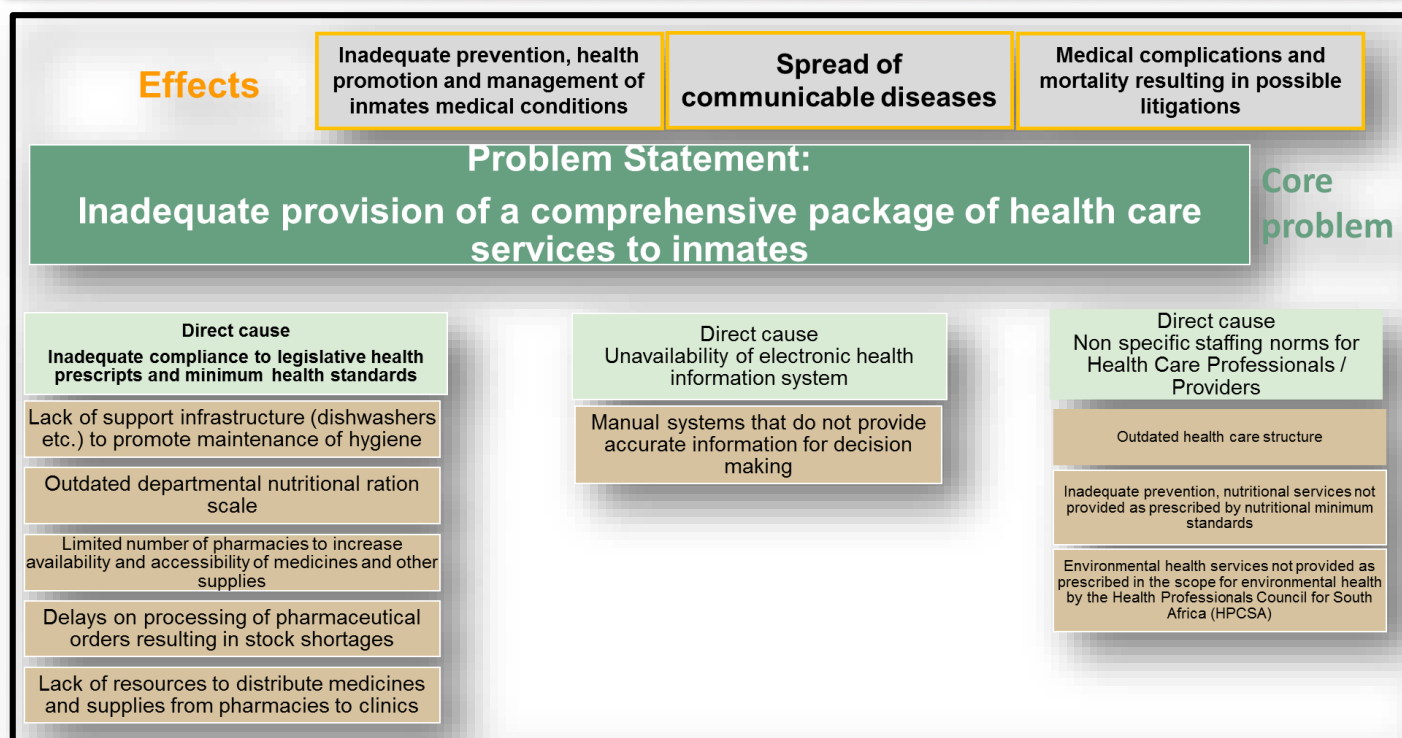 Effects
Inadequate prevention, health
promotion and management of
inmates medical conditions
Spread of
communicable diseases
Medical complications and
mortality resulting in possible
litigations
Problem Statement:
Inadequate provision of a comprehensive package of health care
services to inmates
Core
problem
Direct cause
Inadequate compliance to legislative health
prescripts and minimum health standards
Lack of support infrastructure (dishwashers
etc.) to promote maintenance of hygiene
Outdated departmental nutritional ration
scale
Limited number of pharmacies to increase
availability and accessibility of medicines and other
supplies
Delays on processing of pharmaceutical
orders resulting in stock shortages
Lack of resources to distribute medicines
and supplies from pharmacies to clinics
Direct cause
Unavailability of electronic health
information system
Manual systems that do not provide
accurate information for decision
making
Direct cause
Non specific staffing norms for
Health Care Professionals /
Providers
Outdated health care structure
Inadequate prevention, nutritional services not
provided as prescribed by nutritional minimum
standards
Environmental health services not provided as
prescribed in the scope for environmental health
by the Health Professionals Council for South
Africa (HPCSA)